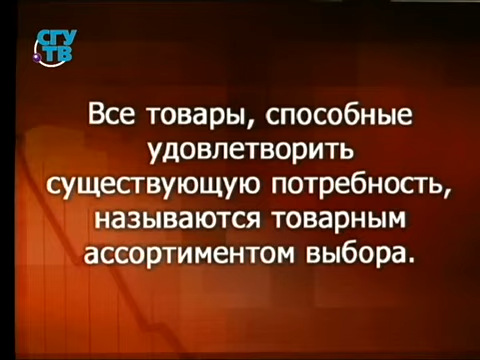 СГУ
ТВ
Все товары, способные
удовлетворить
существующую потребность,
называются товарным
ассортиментом выбора.